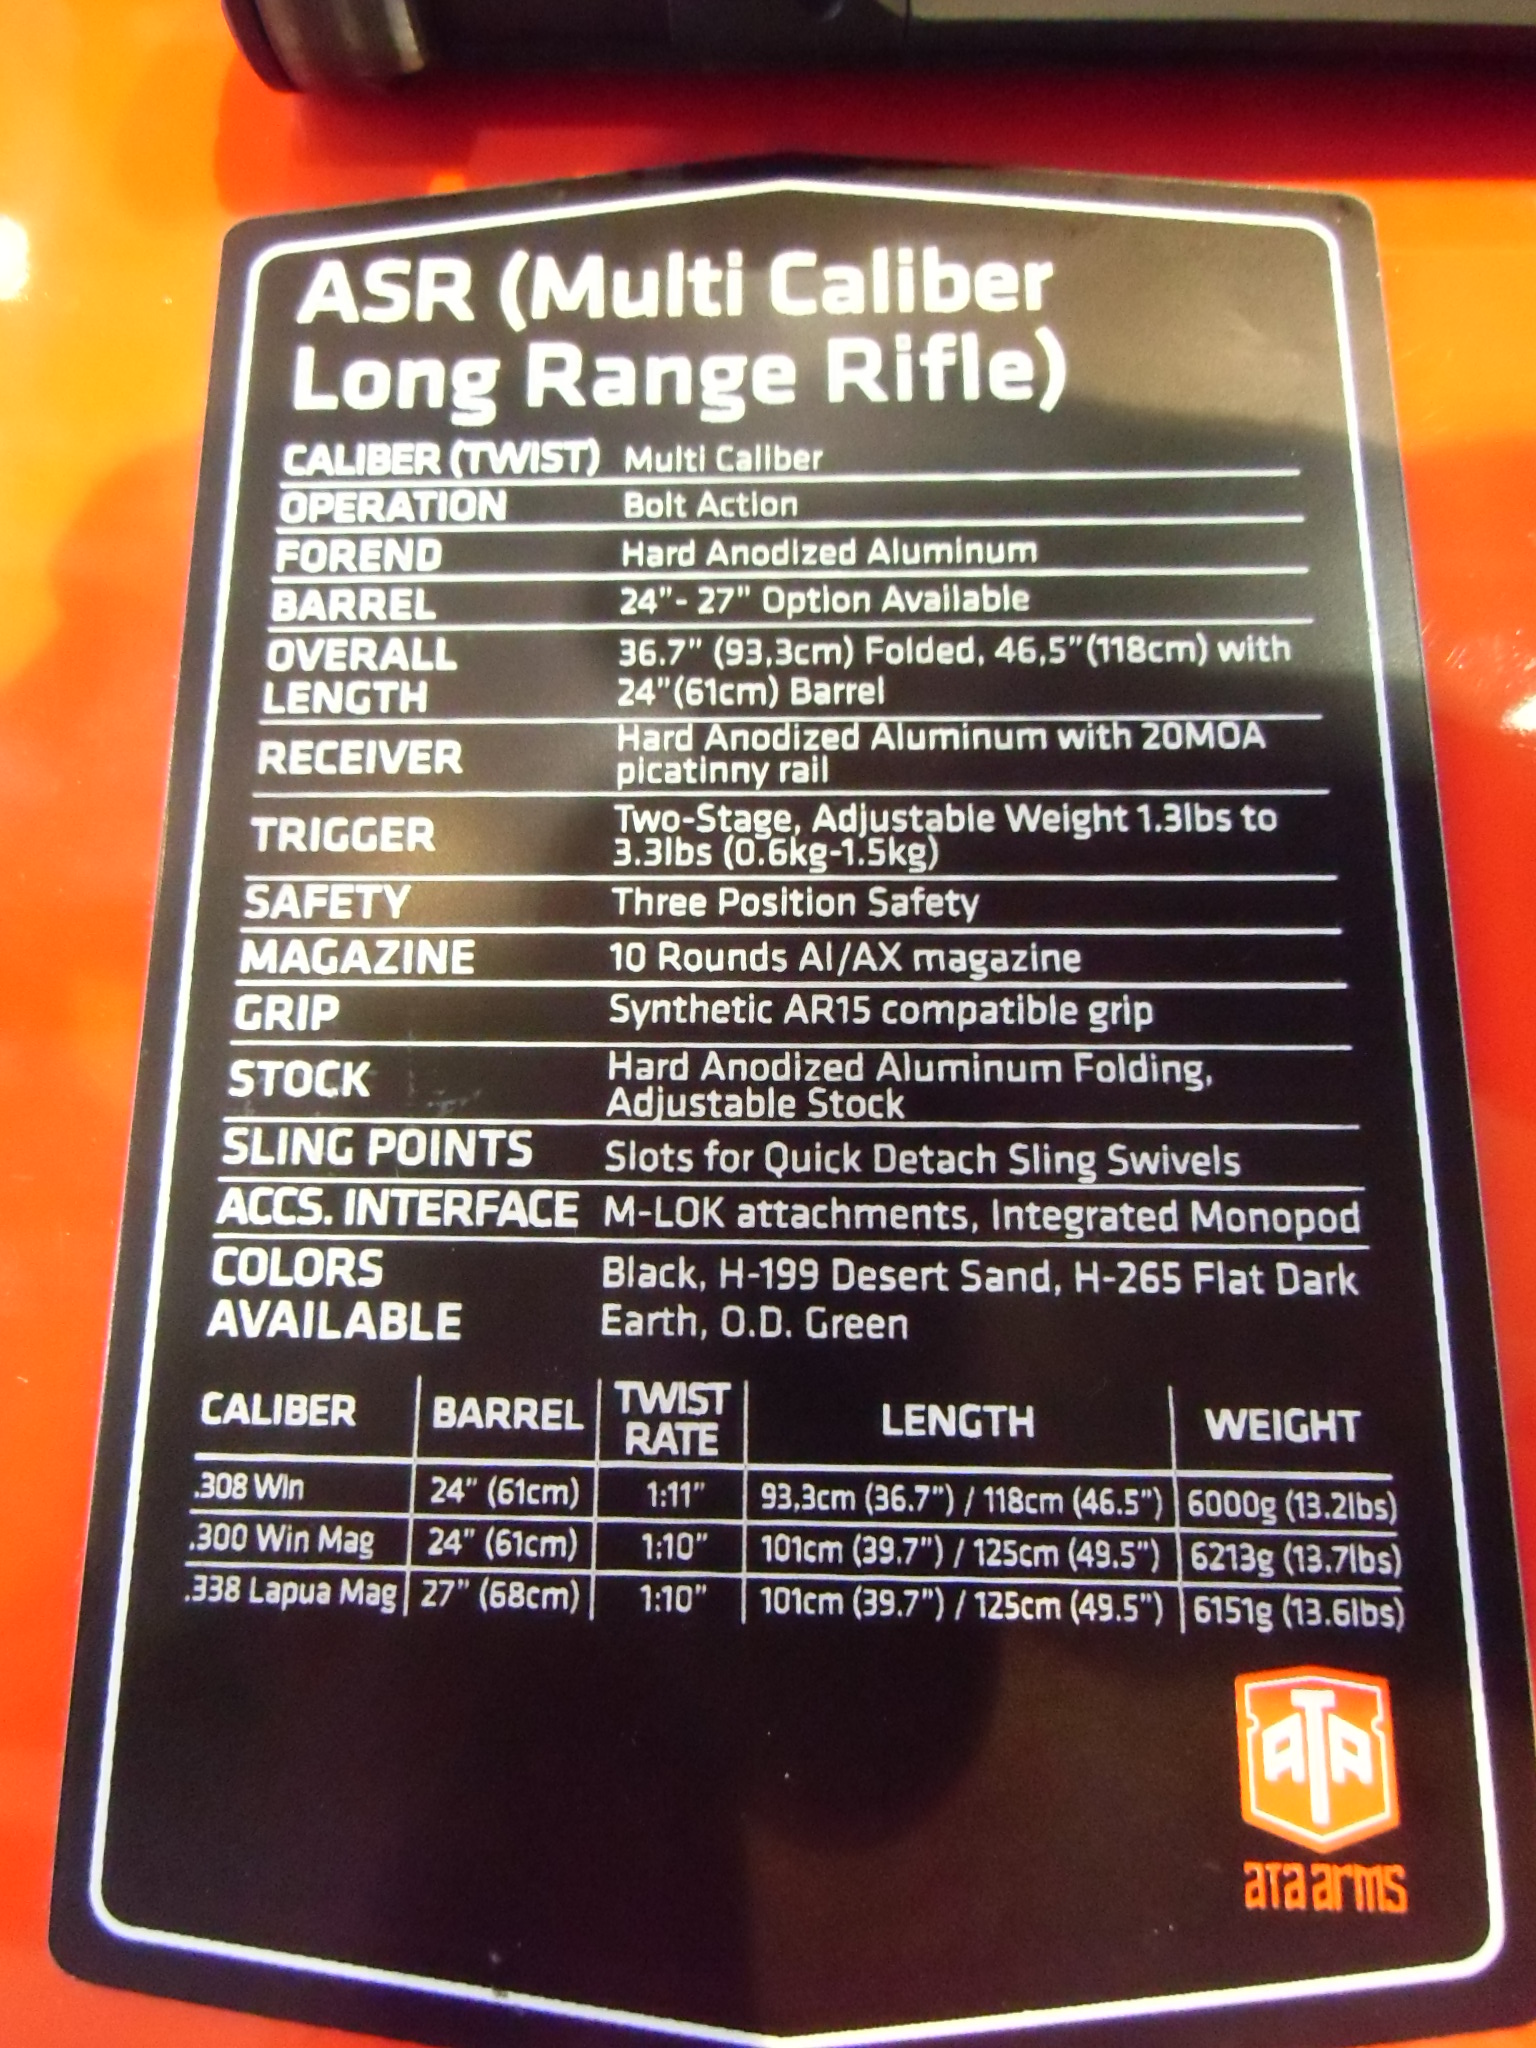 ASR (Multi Caliber
Long Range Rifle)
CALIBER (TWIST) Multi Caliber
OPERATION Bolt Action
FOREND Hard Anodized Aluminum
BARREL 24"- 27" Option Available
OVERALL LENGTH 36.7" (93,3cm) Folded, 46,5"(118cm) with
24"(61cm) Barrel
RECEIVER Hard Anodized Aluminum with 20MOA
picatinny rail
TRIGGER Two-Stage, Adjustable Weight 1.3lbs to
3.3lbs (0.6kg-1.5kg)
SAFETY Three Position Safety
MAGAZINE 10 Rounds AI/AX magazine
GRIP Synthetic AR15 compatible grip
STOCK Hard Anodized Aluminum Folding,
Adjustable Stock
SLING POINTS Slots for Quick Detach Sling Swivels
ACCS. INTERFACE M-LOK attachments, Integrated Monopod
COLORS AVAILABLE Black, H-199 Desert Sand, H-265 Flat Dark
Earth, O.D. Green
CALIBER BARREL TWIST RATE LENGTH WEIGHT
.308 Win 24" (61cm) 1:11" 93,3cm (36.7") / 118cm (46.5") 6000g (13.2lbs)
.300 Win Mag 24" (61cm) 1:10" 101cm (39.7") / 125cm (49.5") 6213g (13.7lbs)
.338 Lapua Mag 27" (68cm) 1:10" 101cm (39.7") / 125cm (49.5") 6151g (13.6lbs)
ATA
ata arms